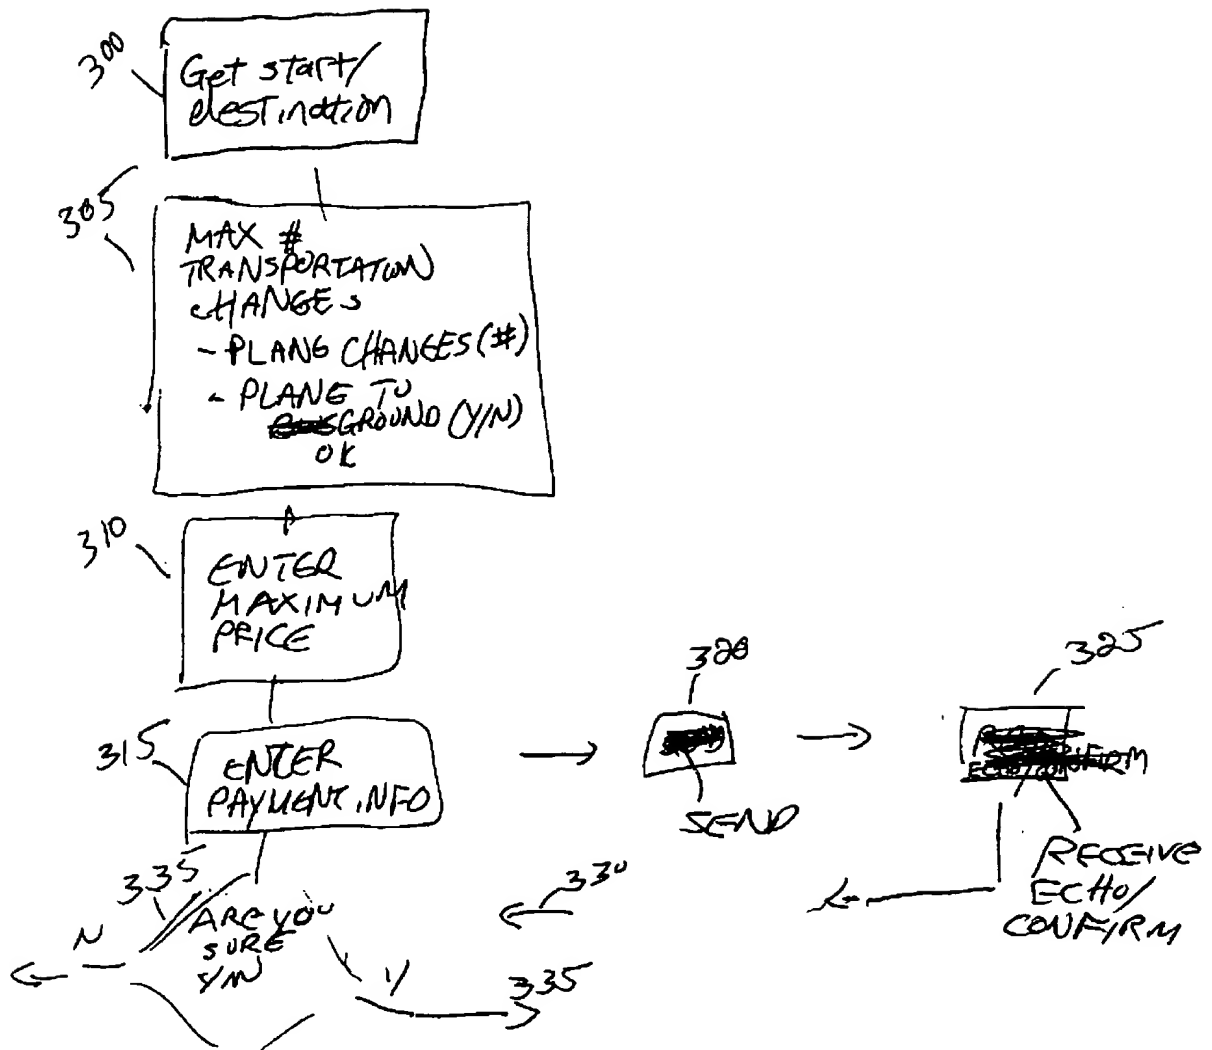 300
Get start/
destination
305
MAX #
TRANSPORTATION
CHANGES
- PLANE CHANGES (#)
- PLANE TO
GROUND (Y/N)
OK
310
ENTER
MAXIMUM
PRICE
315
ENTER
PAYMENT INFO
320
SEND
325
CONFIRM
RECEIVE
ECHO/
CONFIRM
330
335
ARE YOU
SURE
Y/N
N
Y
335